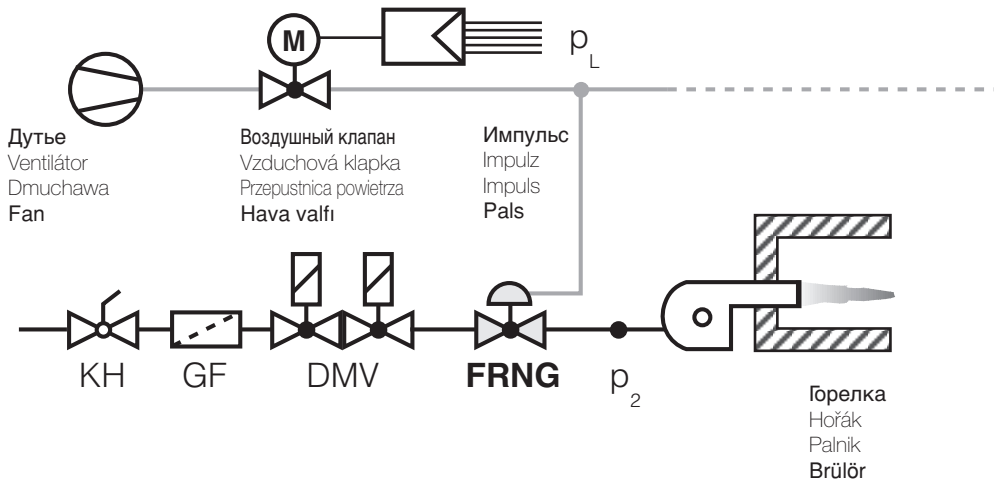 M
p
L
Дутье
Ventilátor
Dmuchawa
Fan
Воздушный клапан
Vzduchová klapka
Przepustnica powietrza
Hava valfı
Импульс
Impulz
Impuls
Pals
KH
GF
DMV
FRNG
p
2
Горелка
Hořák
Palnik
Brülör